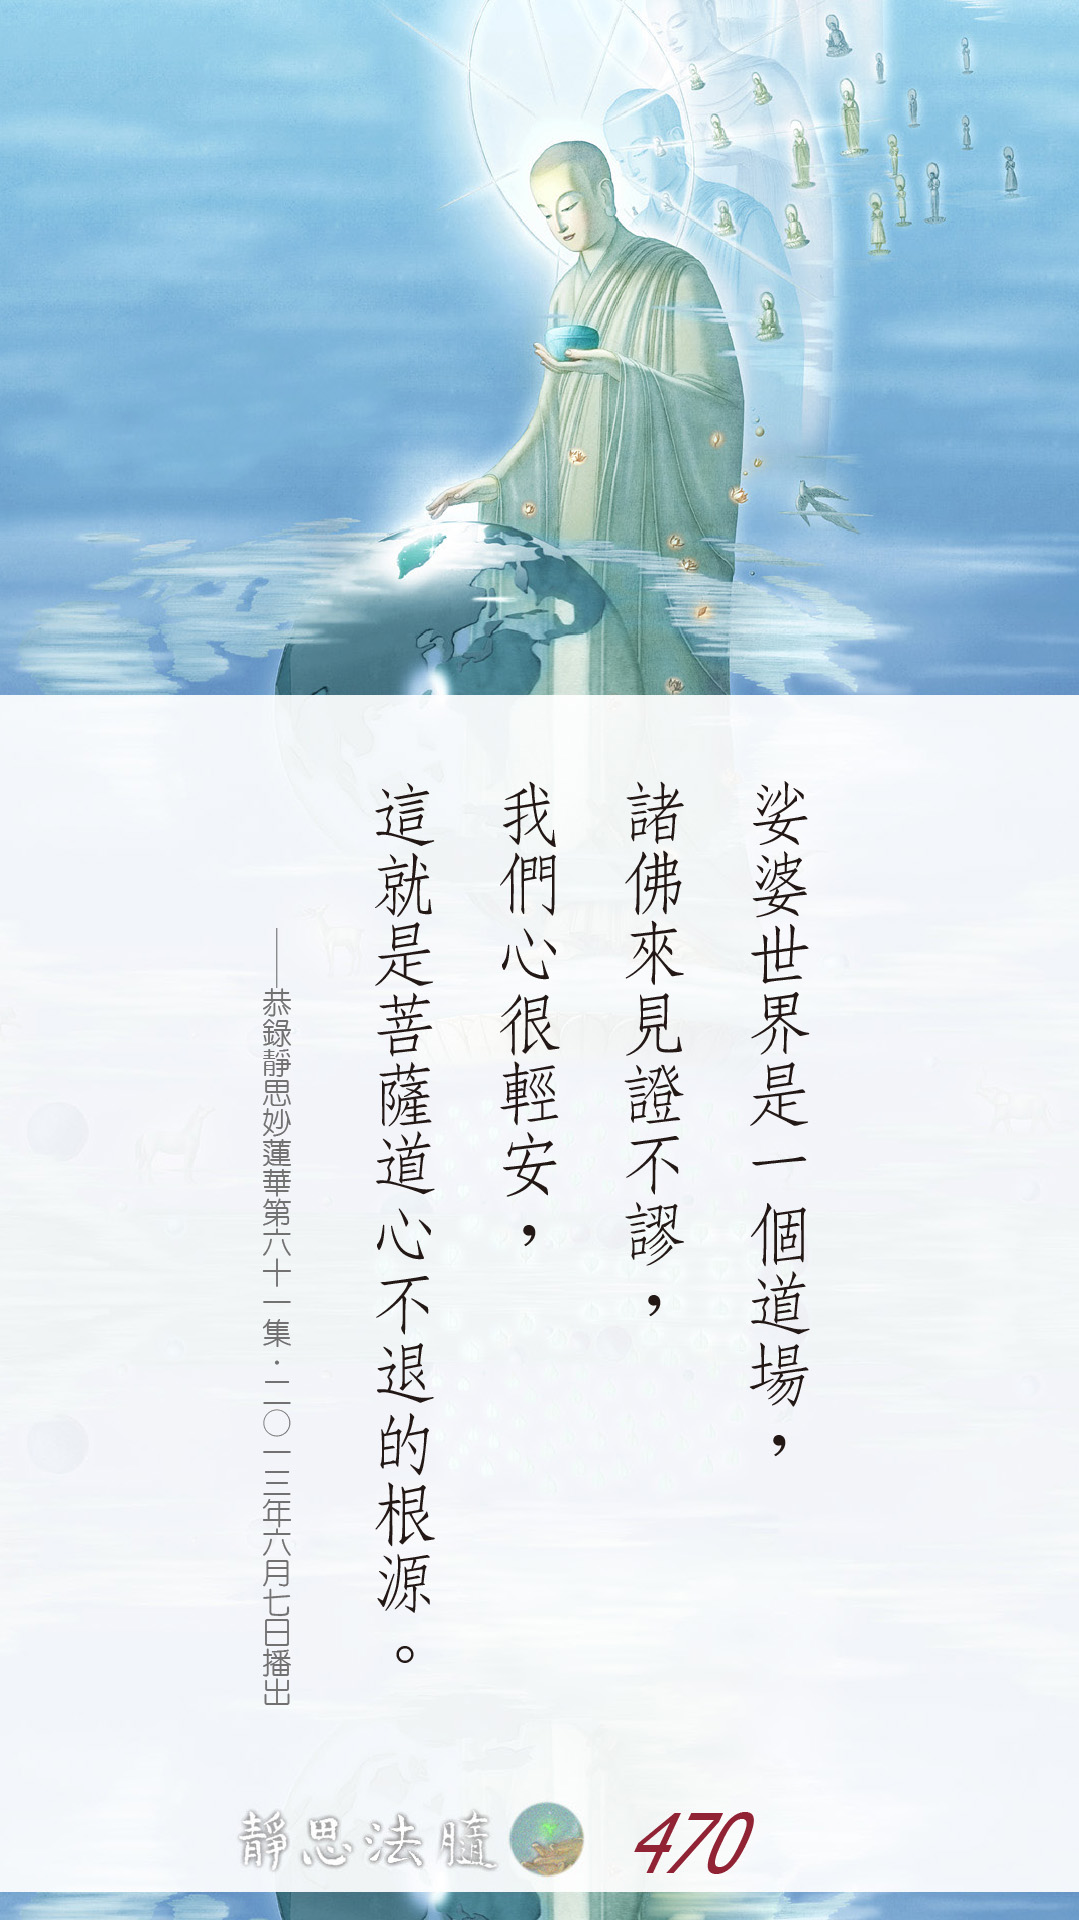 娑婆世界是一個道場，
諸佛來見證不謬，
我們心很輕安，
這就是菩薩道心不退的根源。
——恭錄靜思妙蓮華第六十一集．二〇一三年六月七日播出
靜思法髓
470